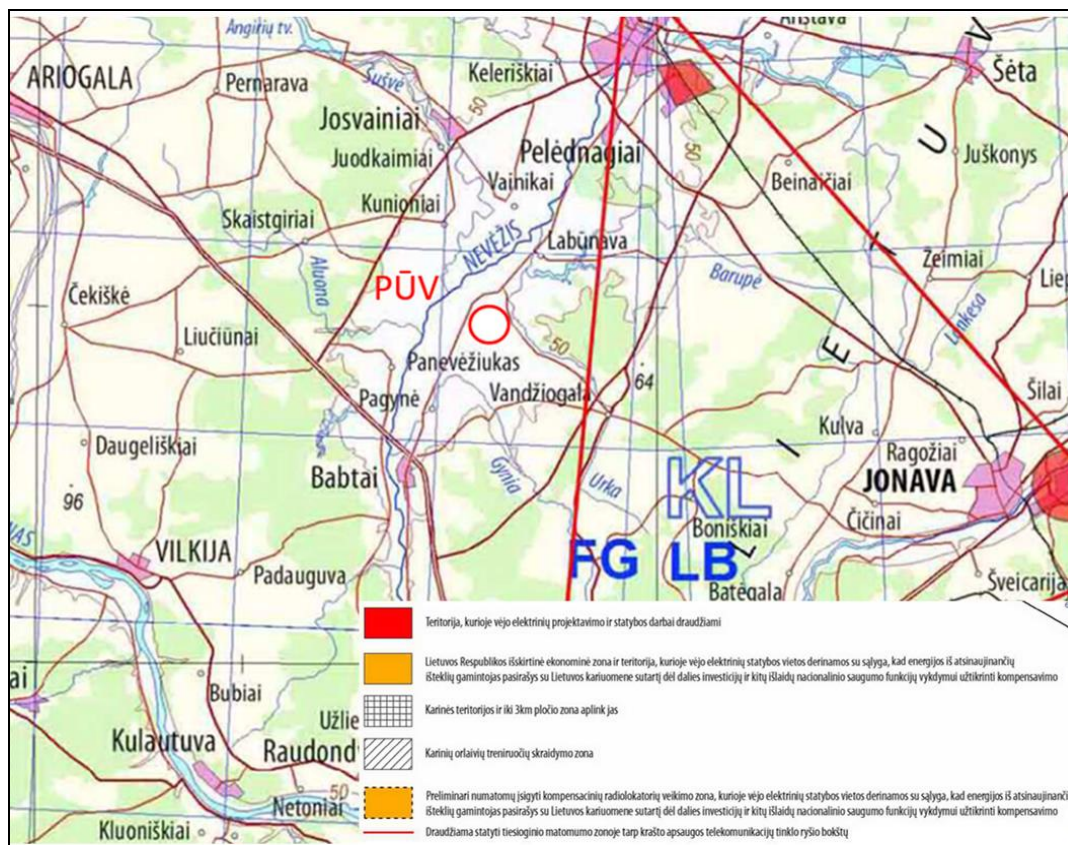 Angirių tv.
Aristava
ARIOGALA
Pernarava
Šušvė
50
Keleriškiai
Šėta
V
Josvainiai
Juodkaimiai
Pelėdnagiai
50
U
Juškonys
Vainikai
Beinaičiai
Kunioniai
Skaistgiriai
NEVĖŽIS
Labūnava
T
Žeimiai
Aluona
PŪV
Barupė
Lankesa
Čekiškė
Liučiūnai
50
E
Panevėžiukas
Pagynė
Vandžiogala
64
Šilai
Daugeliškiai
I
Kulva
Ragožiai
Babtai
Gynia
Urka
KL
JONAVA
96
Boniškiai
Čičinai
VILKIJA
FG
LB
L
Padauguva
Batėgala
Šveicarija
Teritorija, kurioje vėjo elektrinių projektavimo ir statybos darbai draudžiami
Lietuvos Respublikos išskirtinė ekonominė zona ir teritorija, kurioje vėjo elektrinių statybos vietos derinamos su sąlyga, kad energijos iš atsinaujinančių
išteklių gamintojas pasirašys su Lietuvos kariuomene sutartį dėl dalies investicijų ir kitų išlaidų nacionalinio saugumo funkcijų vykdymui užtikrinti kompensavimo
Bubiai
Karinės teritorijos ir iki 3km pločio zona aplink jas
Kulautuva
Karinių orlaivių treniruočių skraidymo zona
Netoniai
50
Preliminari numatomų įsigyti kompensacinių radiolokatorių veikimo zona, kurioje vėjo elektrinių statybos vietos derinamos su sąlyga, kad energijos iš atsinaujinanči
išteklių gamintojas pasirašys su Lietuvos kariuomene sutartį dėl dalies investicijų ir kitų išlaidų nacionalinio saugumo funkcijų vykdymui užtikrinti kompensavimo
Kluoniškiai
Draudžiama statyti tiesioginio matomumo zonoje tarp krašto apsaugos telekomunikacijų tinklo ryšio bokštų